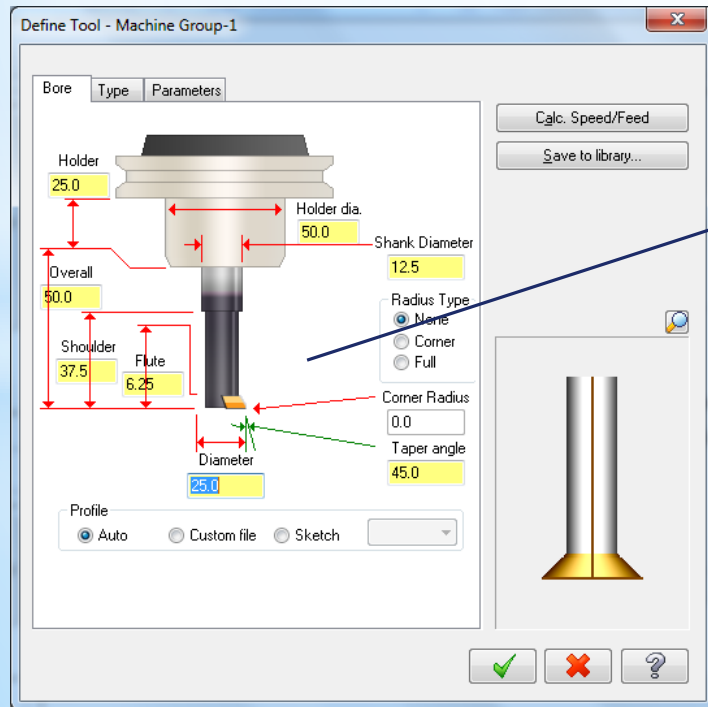 Define Tool - Machine Group-1
Bore Type Parameters
Calc. Speed/Feed
Save to library...
Holder
25.0
Holder dia.
50.0
Shank Diameter
12.5
Overall
50.0
Radius Type
None
Corner
Full
Shoulder
37.5
Flute
6.25
Corner Radius
0.0
Taper angle
45.0
Diameter
25.0
Profile
Auto Custom file Sketch